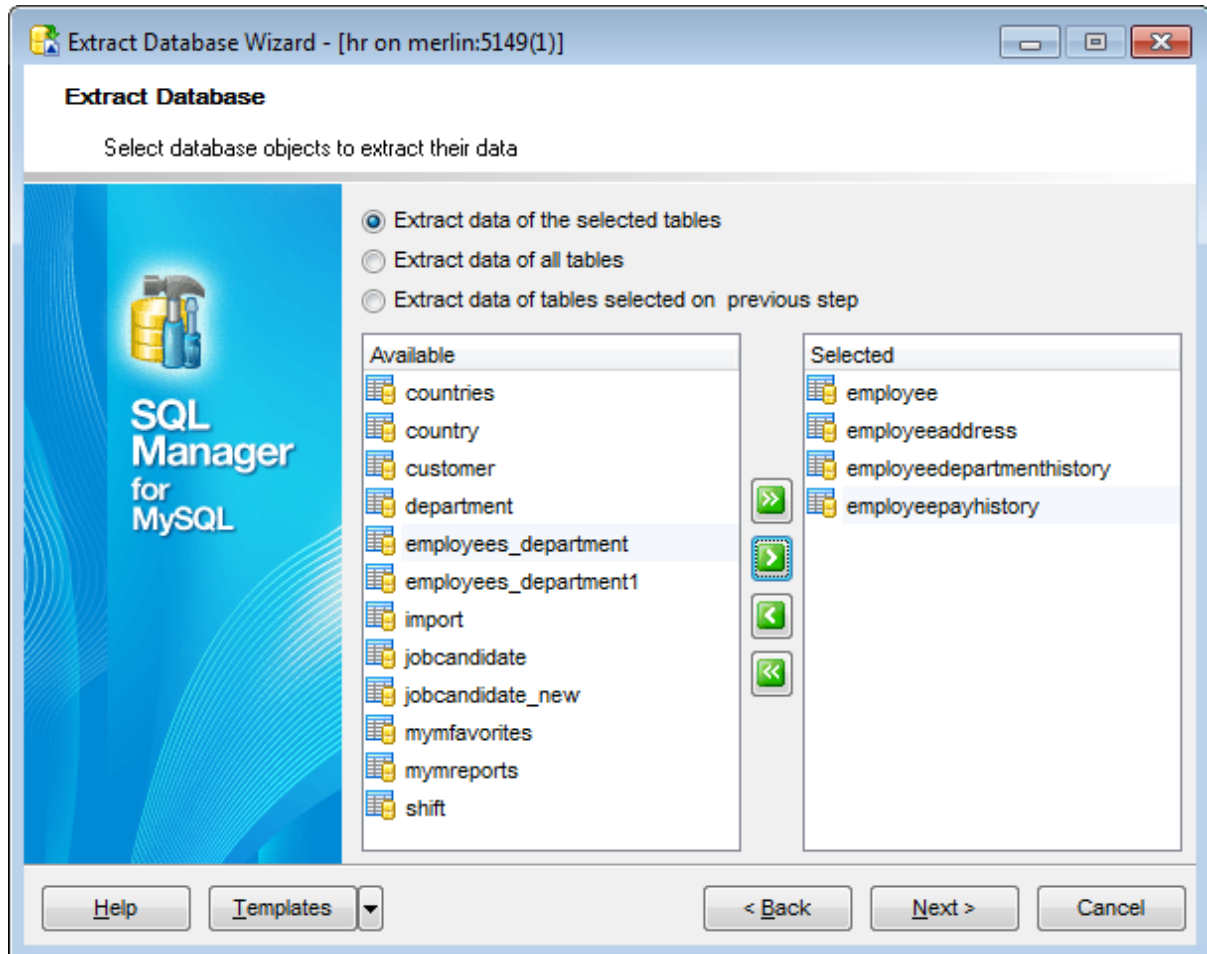 Extract Database Wizard - [hr on merlin:5149(1)]
Extract Database
Select database objects to extract their data
SQL
Manager
for
MySQL
Extract data of the selected tables
Extract data of all tables
Extract data of tables selected on  previous step
Available
countries
country
customer
department
employees_department
employees_department1
import
jobcandidate
jobcandidate_new
mymfavorites
mymreports
shift
Selected
employee
employeeaddress
employeedepartmenthistory
employeepayhistory
Help
Templates
< Back
Next >
Cancel